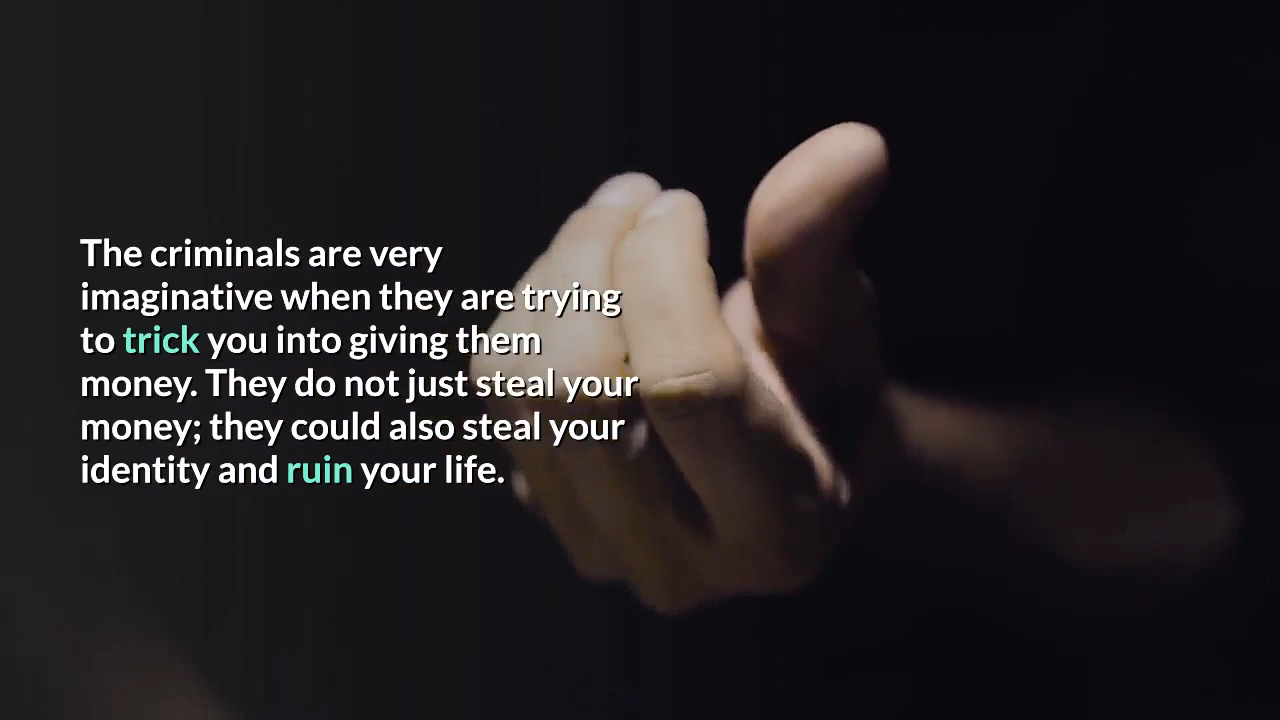 The criminals are very
imaginative when they are trying
to trick you into giving them
money. They do not just steal your
money; they could also steal your
identity and ruin your life.